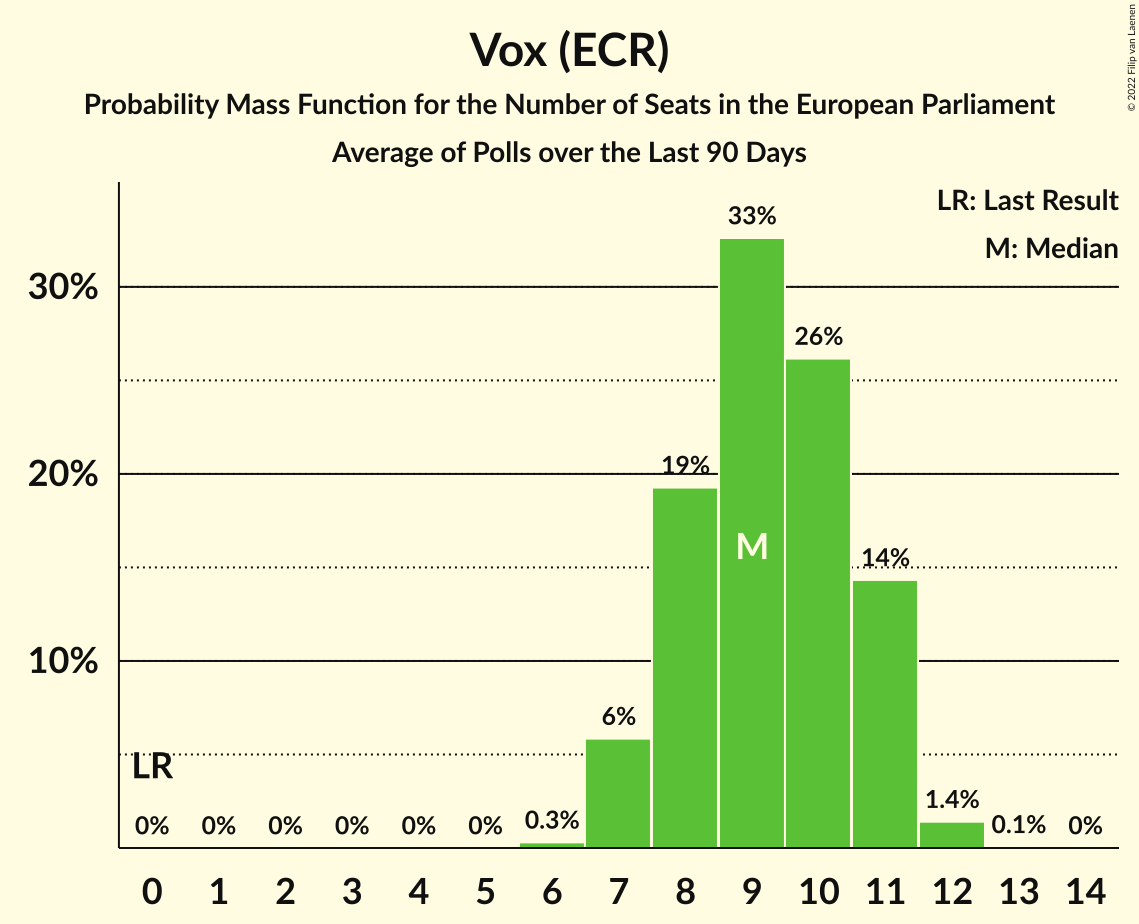 Vox (ECR)
Probability Mass Function for the Number of Seats in the European Parliament
Average of Polls over the Last 90 Days
© 2022 Filip van Laenen
LR: Last Result
M: Median
30%
20%
10%
33%
26%
19%
14%
6%
1.4%
0.3%
0.1%
0%
0%
0%
0%
0%
0%
0%
LR
M
0 1 2 3 4 5 6 7 8 9 10 11 12 13 14